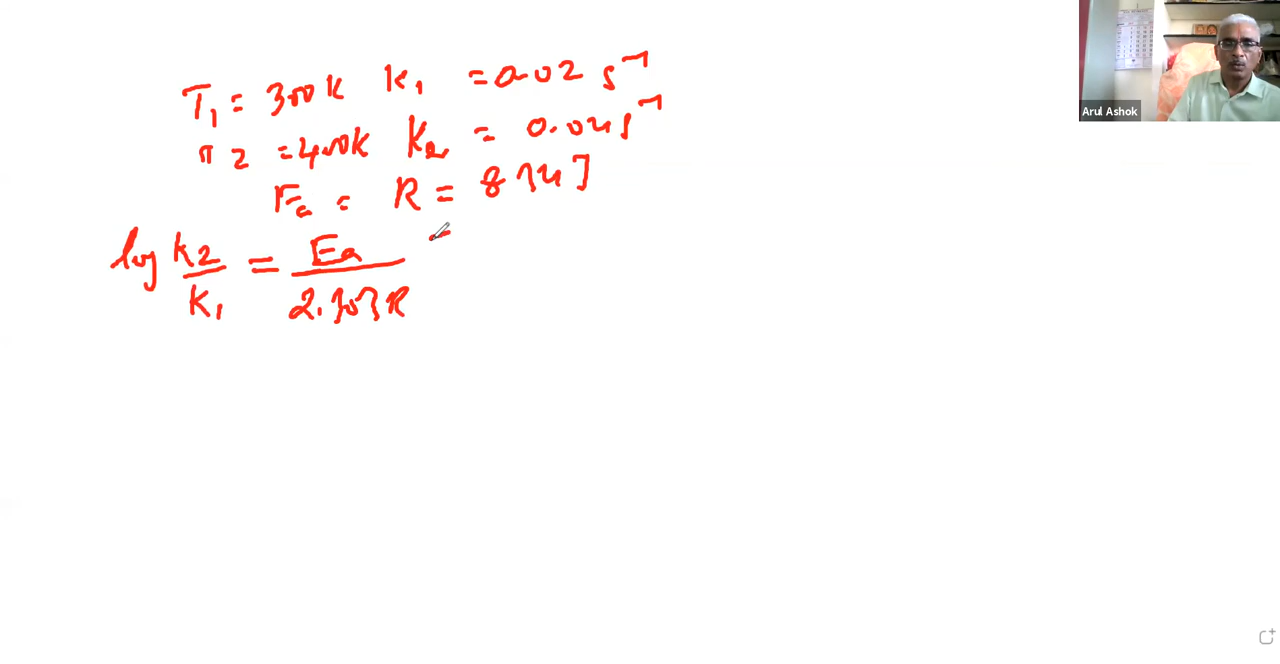 T₁ = 300K k₁ = 0.02 s⁻¹
T₂ = 400K k₂ = 0.04 s⁻¹
Ea = R = 8.314 J
log k₂/k₁ = Ea/2.303R
Arul Ashok